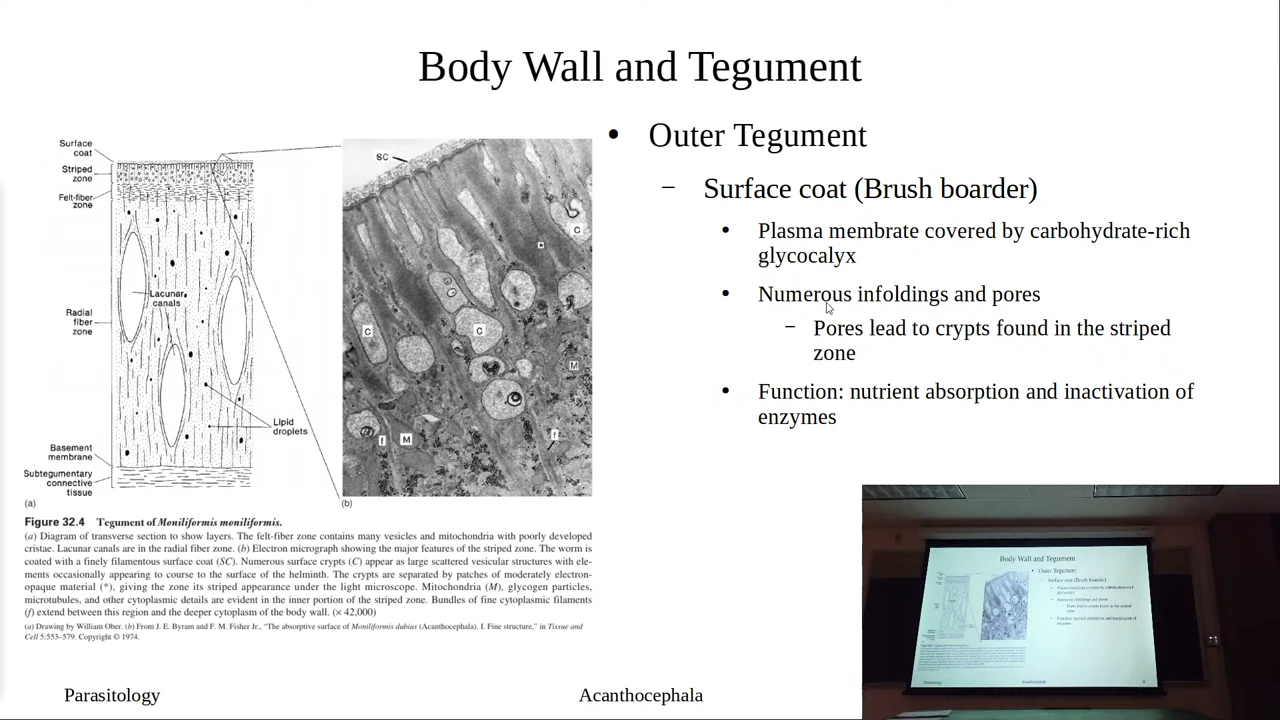 Body Wall and Tegument
Surface
coat
Striped
zone
Felt-fiber
zone
Lacunar
canals
Radial
fiber
zone
Lipid
droplets
Basement
membrane
Subtegumentary
connective
tissue
(a)
SC
C
C
C
M
f
M
f
(b)
Figure 32.4 Tegument of Moniliformis moniliformis.
(a) Diagram of transverse section to show layers. The felt-fiber zone contains many vesicles and mitochondria with poorly developed
cristae. Lacunar canals are in the radial fiber zone. (b) Electron micrograph showing the major features of the striped zone. The worm is
coated with a finely filamentous surface coat (SC). Numerous surface crypts (C) appear as large scattered vesicular structures with ele-
ments occasionally appearing to course to the surface of the helminth. The crypts are separated by patches of moderately electron-
opaque material (*), giving the zone its striped appearance under the light microscope. Mitochondria (M), glycogen particles,
microtubules, and other cytoplasmic details are evident in the inner portion of the striped zone. Bundles of fine cytoplasmic filaments
(f) extend between this region and the deeper cytoplasm of the body wall. (× 42,000)
(a) Drawing by William Ober. (b) From J. E. Byram and F. M. Fisher Jr., “The absorptive surface of Moniliformis dubius (Acanthocephala). I. Fine structure,” in Tissue and
Cell 5:553–579. Copyright © 1974.
• Outer Tegument
– Surface coat (Brush boarder)
• Plasma membrate covered by carbohydrate-rich
glycocalyx
• Numerous infoldings and pores
– Pores lead to crypts found in the striped
zone
• Function: nutrient absorption and inactivation of
enzymes
Parasitology
Acanthocephala
Body Wall and Tegument
Outer Tegument
Surface coat (Brush boarder)